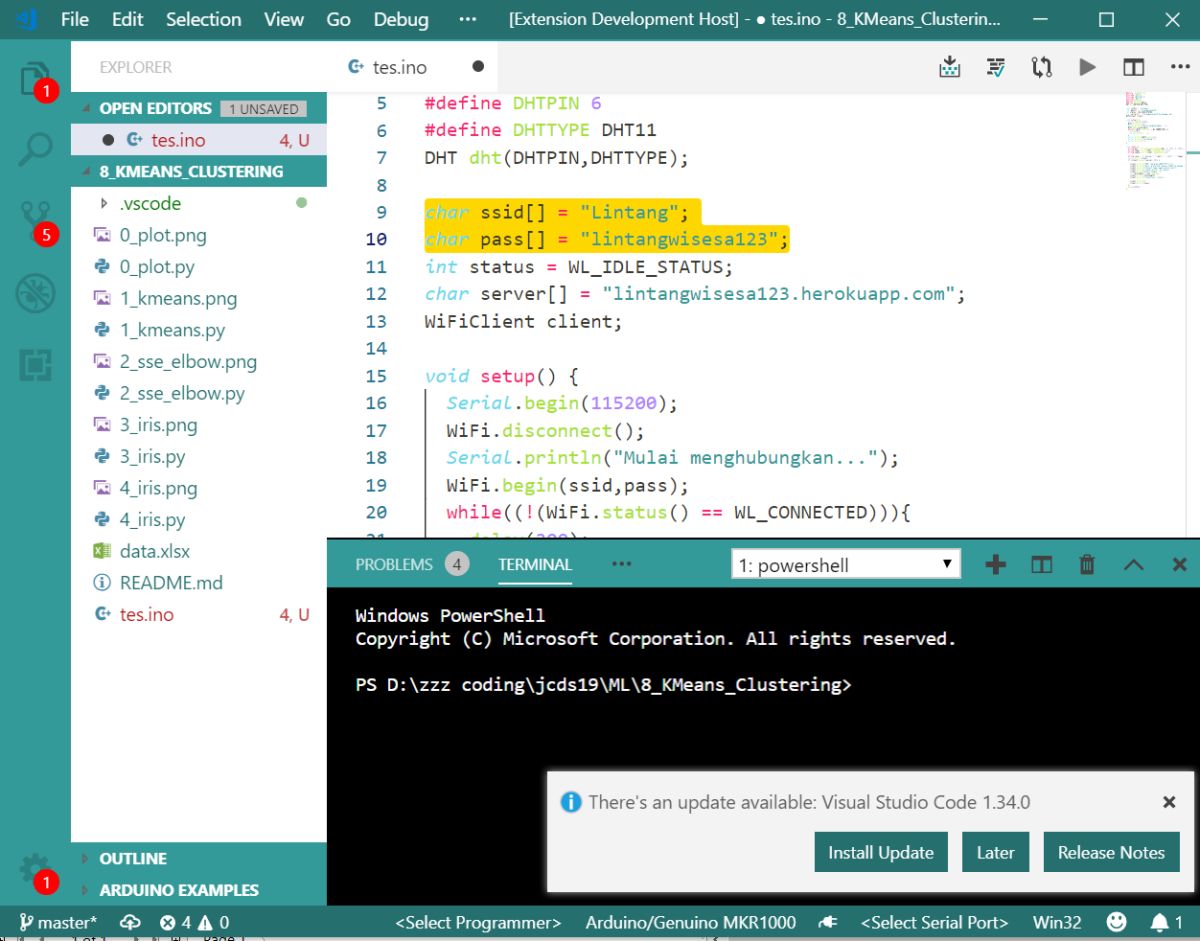 File Edit Selection View Go Debug ··· [Extension Development Host] - ● tes.ino - 8_KMeans_Clusterin...
EXPLORER
1
OPEN EDITORS 1 UNSAVED
tes.ino 4, U
8_KMEANS_CLUSTERING
.vscode
0_plot.png
5
0_plot.py
1_kmeans.png
1_kmeans.py
2_sse_elbow.png
2_sse_elbow.py
3_iris.png
3_iris.py
4_iris.png
4_iris.py
data.xlsx
README.md
tes.ino 4, U
OUTLINE
1
ARDUINO EXAMPLES
tes.ino ●
5 #define DHTPIN 6
6 #define DHTTYPE DHT11
7 DHT dht(DHTPIN,DHTTYPE);
8
9 char ssid[] = "Lintang";
10 char pass[] = "lintangwisesa123";
11 int status = WL_IDLE_STATUS;
12 char server[] = "lintangwisesa123.herokuapp.com";
13 WiFiClient client;
14
15 void setup() {
16 Serial.begin(115200);
17 WiFi.disconnect();
18 Serial.println("Mulai menghubungkan...");
19 WiFi.begin(ssid,pass);
20 while((!(WiFi.status() == WL_CONNECTED))){
PROBLEMS 4 TERMINAL ··· 1: powershell
Windows PowerShell
Copyright (C) Microsoft Corporation. All rights reserved.
PS D:\zzz coding\jcds19\ML\8_KMeans_Clustering>
There's an update available: Visual Studio Code 1.34.0
Install Update Later Release Notes
master* 4 0 <Select Programmer> Arduino/Genuino MKR1000 <Select Serial Port> Win32 1